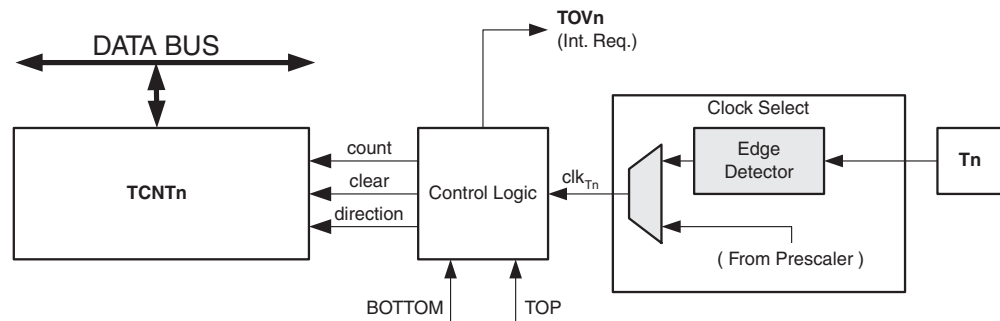 TOVn
(Int. Req.)
DATA BUS
Clock Select
count
Edge
Detector
Tn
TCNTn
clear
Control Logic
clkTn
direction
( From Prescaler )
BOTTOM
TOP